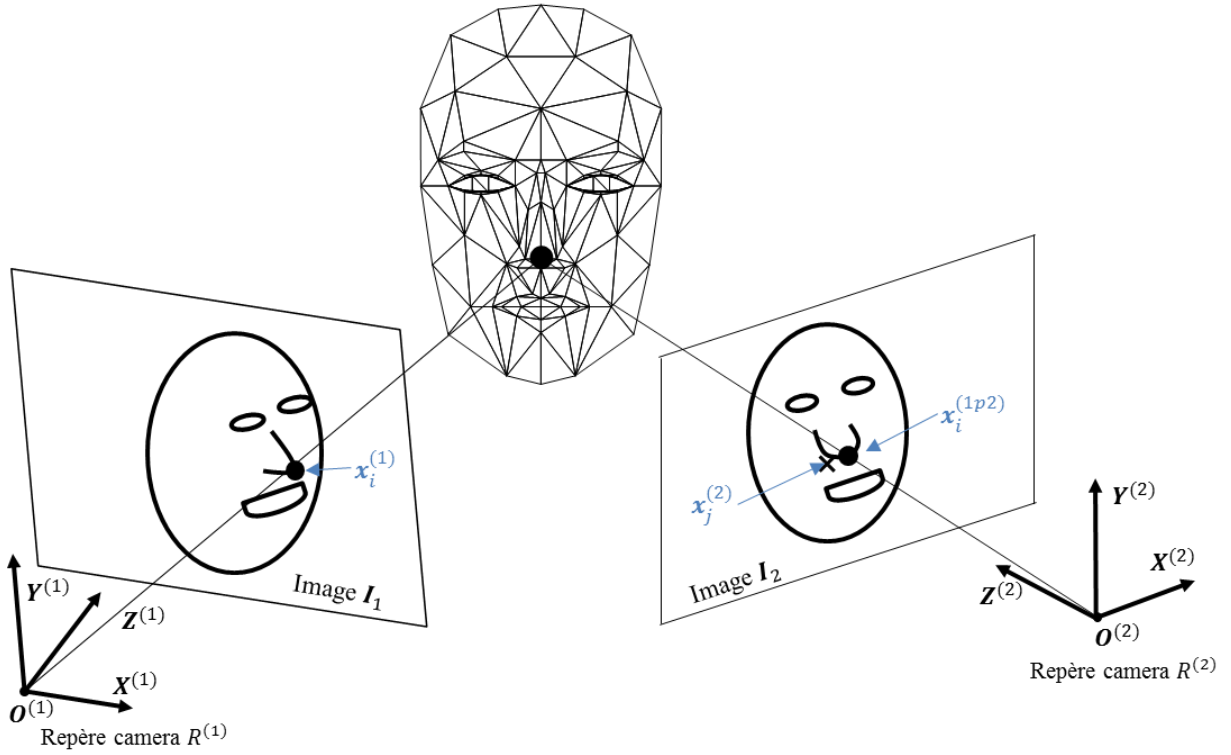 x_i^(1)
Image I_1
Y^(1)
Z^(1)
X^(1)
O^(1)
Repère camera R^(1)
x_i^(1p2)
x_j^(2)
Image I_2
Y^(2)
X^(2)
Z^(2)
O^(2)
Repère camera R^(2)